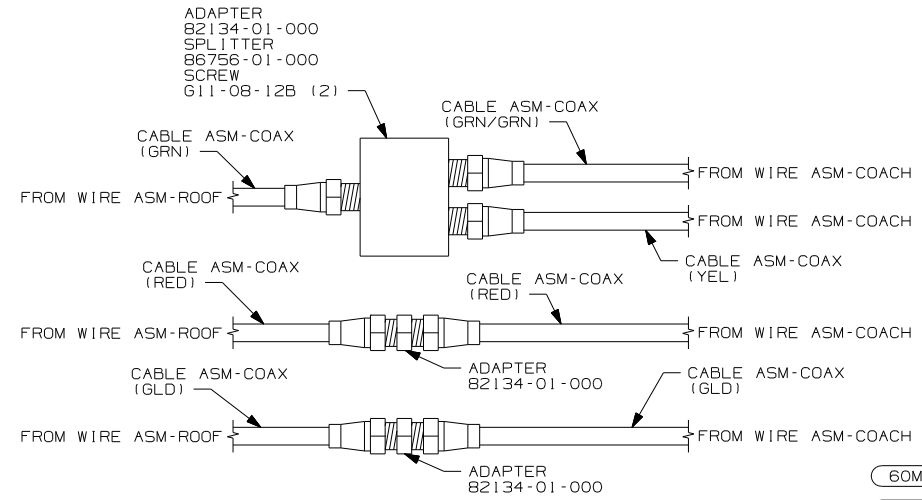 ADAPTER
82134-01-000
SPLITTER
86756-01-000
SCREW
G11-08-12B (2)
CABLE ASM-COAX
(GRN/GRN)
CABLE ASM-COAX
(GRN)
FROM WIRE ASM-ROOF
FROM WIRE ASM-COACH
FROM WIRE ASM-COACH
CABLE ASM-COAX
(YEL)
CABLE ASM-COAX
(RED)
CABLE ASM-COAX
(RED)
FROM WIRE ASM-ROOF
FROM WIRE ASM-COACH
ADAPTER
82134-01-000
CABLE ASM-COAX
(GLD)
CABLE ASM-COAX
(GLD)
FROM WIRE ASM-ROOF
FROM WIRE ASM-COACH
ADAPTER
82134-01-000
60M